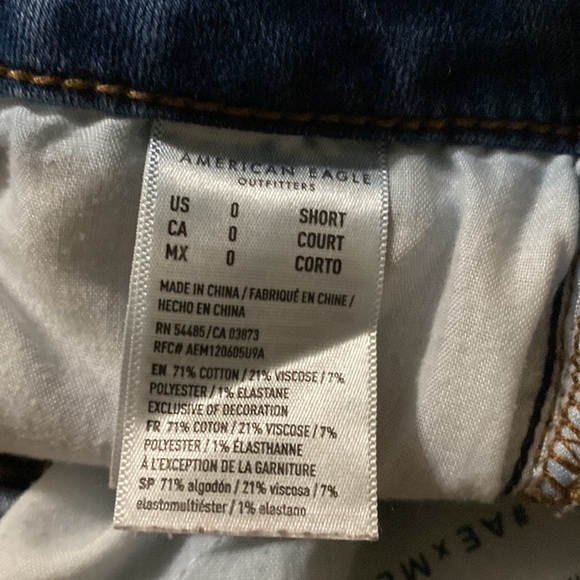 AMERICAN EAGLE
OUTFITTERS
US 0 SHORT
CA 0 COURT
MX 0 CORTO
MADE IN CHINA / FABRIQUÉ EN CHINE /
HECHO EN CHINA
RN 54485 / CA 03873
RFC# AEM120605U9A
EN 71% COTTON / 21% VISCOSE / 7%
POLYESTER / 1% ELASTANE
EXCLUSIVE OF DECORATION
FR 71% COTON / 21% VISCOSE / 7%
POLYESTER / 1% ÉLASTHANNE
À L'EXCEPTION DE LA GARNITURE
SP 71% algodón / 21% viscosa / 7%
elastomultiéster / 1% elastano
#AE x M